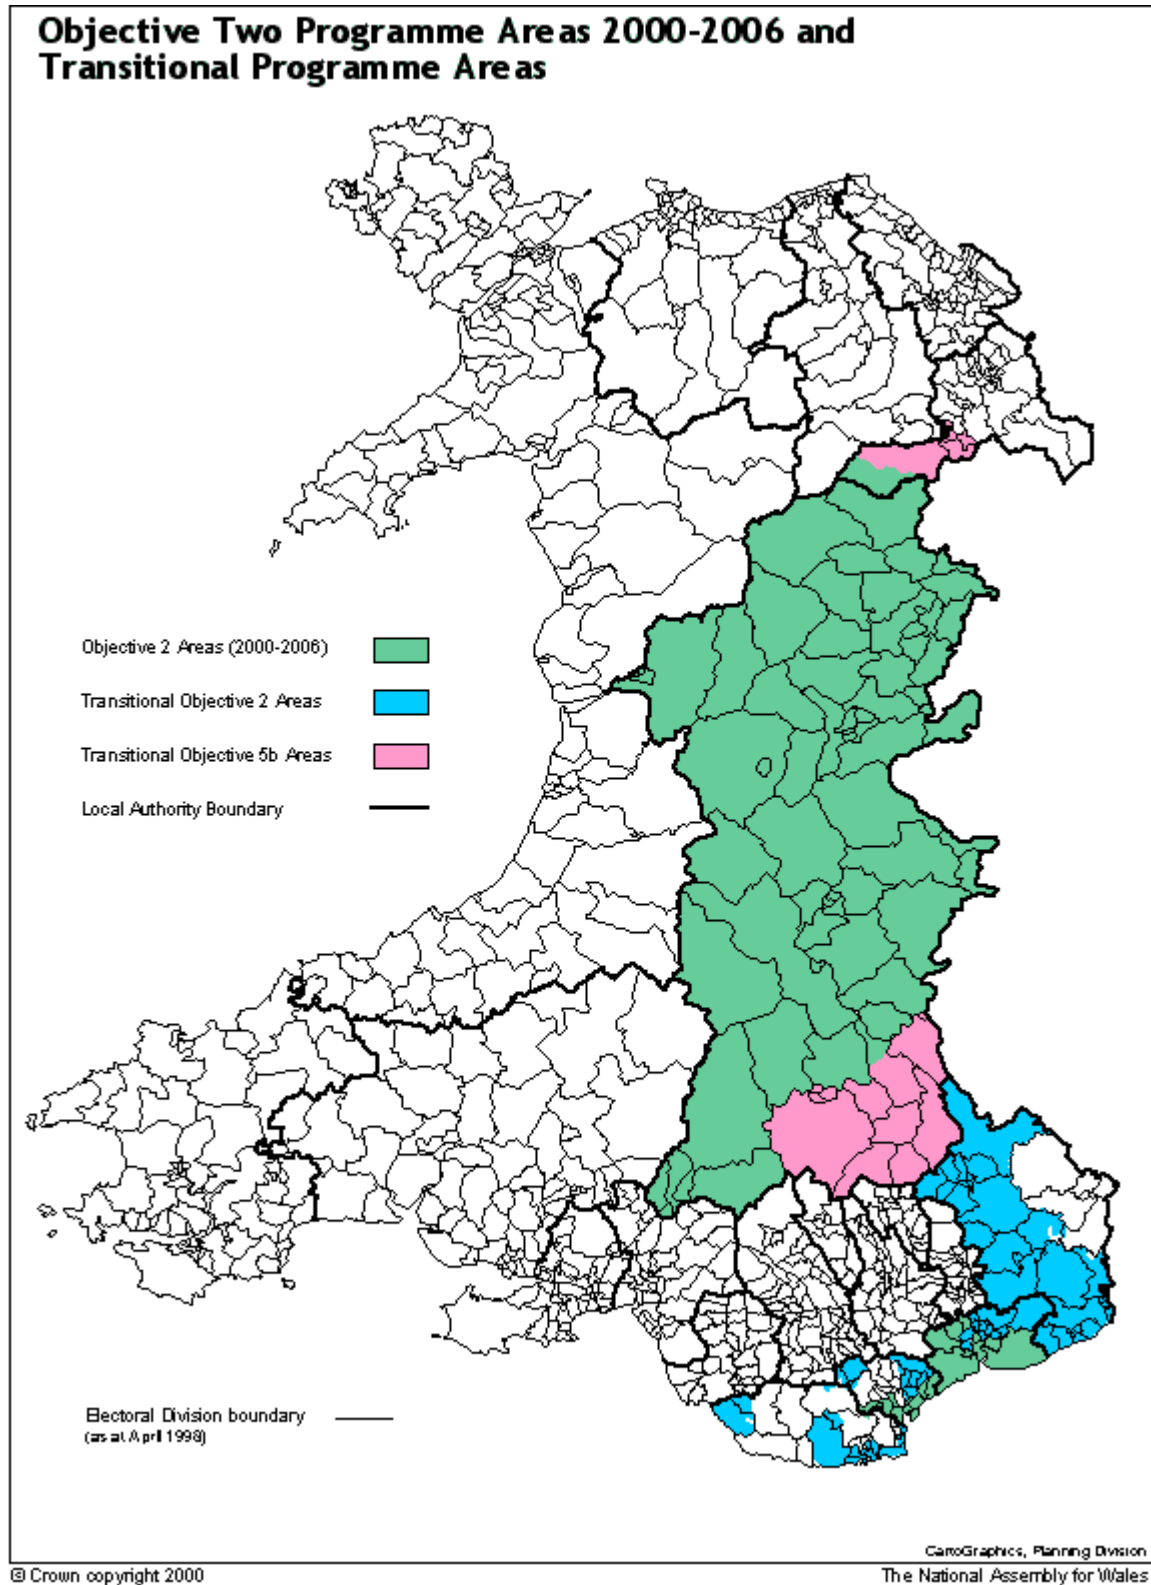 Objective Two Programme Areas 2000-2006 and
Transitional Programme Areas
Objective 2 Areas (2000-2006)
Transitional Objective 2 Areas
Transitional Objective 5b Areas
Local Authority Boundary
Electoral Division boundary
(as at April 1998)
CartoGraphics, Planning Division
© Crown copyright 2000
The National Assembly for Wales